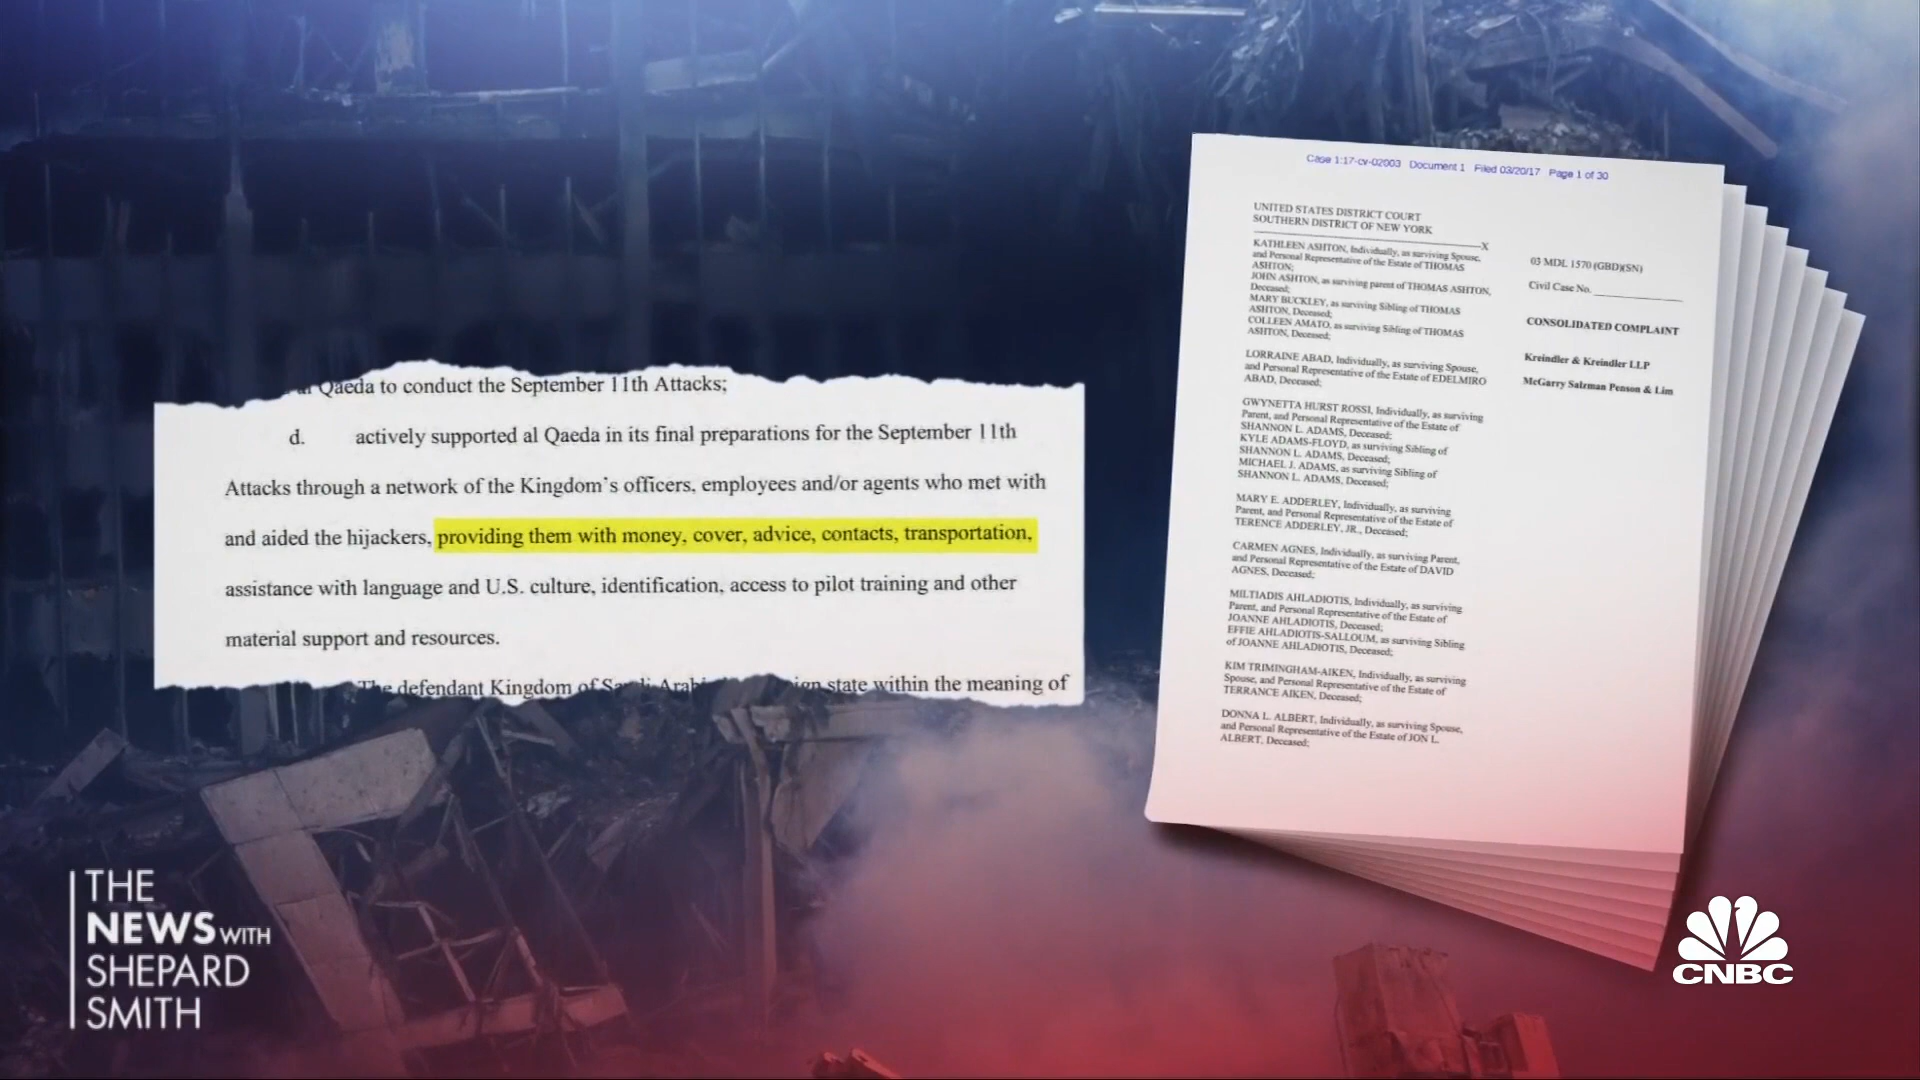 Qaeda to conduct the September 11th Attacks;
d. actively supported al Qaeda in its final preparations for the September 11th
Attacks through a network of the Kingdom's officers, employees and/or agents who met with
and aided the hijackers, providing them with money, cover, advice, contacts, transportation,
assistance with language and U.S. culture, identification, access to pilot training and other
material support and resources.
The defendant Kingdom of state within the meaning of
Case 1:17-cv-02003 Document 1 Filed 03/20/17 Page 1 of 30
UNITED STATES DISTRICT COURT
SOUTHERN DISTRICT OF NEW YORK
X
KATHLEEN ASHTON, Individually, as surviving Spouse,
and Personal Representative of the Estate of THOMAS
ASHTON;
JOHN ASHTON, as surviving parent of THOMAS ASHTON,
Deceased;
MARY BUCKLEY, as surviving Sibling of THOMAS
ASHTON, Deceased;
COLLEEN AMATO, as surviving Sibling of THOMAS
ASHTON, Deceased;
LORRAINE ABAD, Individually, as surviving Spouse,
and Personal Representative of the Estate of EDELMIRO
ABAD, Deceased;
GWYNETTA HURST ROSSI, Individually, as surviving
Parent, and Personal Representative of the Estate of
SHANNON L. ADAMS, Deceased;
KYLE ADAMS-FLOYD, as surviving Sibling of
SHANNON L. ADAMS, Deceased;
MICHAEL J. ADAMS, as surviving Sibling of
SHANNON L. ADAMS, Deceased;
MARY E. ADDERLEY, Individually, as surviving
Parent, and Personal Representative of the Estate of
TERENCE ADDERLEY, JR., Deceased;
CARMEN AGNES, Individually, as surviving Parent,
and Personal Representative of the Estate of DAVID
AGNES, Deceased;
MILTIADIS AHLADIOTIS, Individually, as surviving
Parent, and Personal Representative of the Estate of
JOANNE AHLADIOTIS, Deceased;
EFFIE AHLADIOTIS-SALLOUM, as surviving Sibling
of JOANNE AHLADIOTIS, Deceased;
KIM TRIMINGHAM-AIKEN, Individually, as surviving
Spouse, and Personal Representative of the Estate of
TERRANCE AIKEN, Deceased;
DONNA L. ALBERT, Individually, as surviving Spouse,
and Personal Representative of the Estate of JON L.
ALBERT, Deceased;
03 MDL 1570 (GBD)(SN)
Civil Case No.
CONSOLIDATED COMPLAINT
Kreindler & Kreindler LLP
McGarry Salzman Penson & Lim
THE
NEWS WITH
SHEPARD
SMITH
CNBC